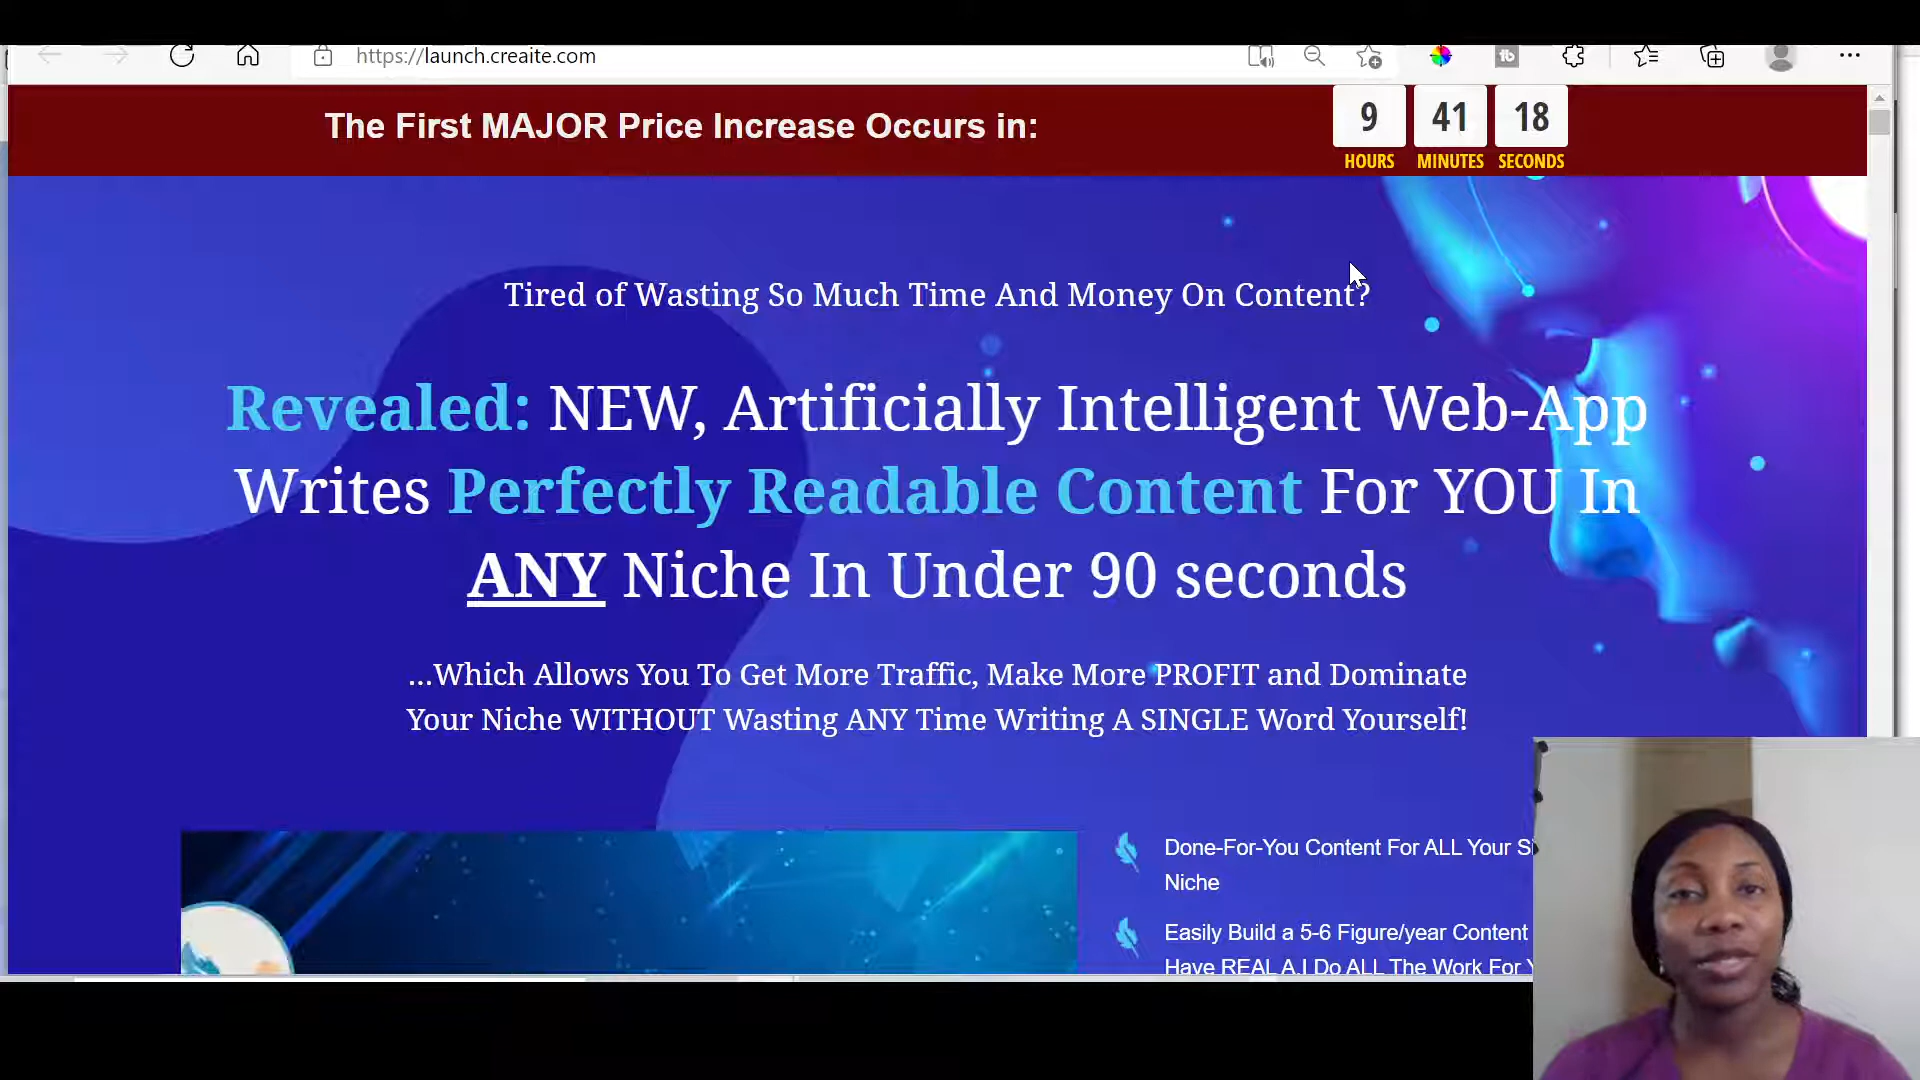 https://launch.creaite.com
The First MAJOR Price Increase Occurs in:
9 41 18
HOURS MINUTES SECONDS
Tired of Wasting So Much Time And Money On Content?
Revealed: NEW, Artificially Intelligent Web-App
Writes Perfectly Readable Content For YOU In
ANY Niche In Under 90 seconds
...Which Allows You To Get More Traffic, Make More PROFIT and Dominate
Your Niche WITHOUT Wasting ANY Time Writing A SINGLE Word Yourself!
Done-For-You Content For ALL Your
Niche
Easily Build a 5-6 Figure/year Content
Have REAL A.I Do ALL The Work For